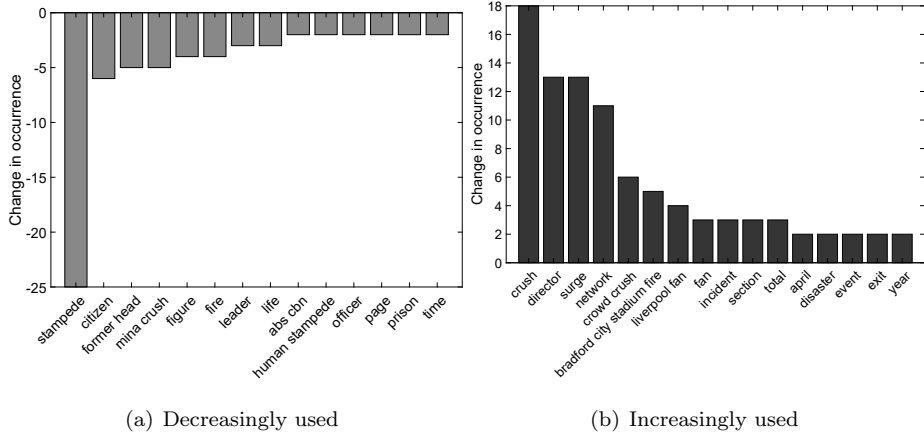 0
-5
-10
-15
-20
-25
Change in occurrence
stampede
citizen
former head
mina crush
figure
fire
leader
life
abs cbn
human stampede
officer
page
prison
time
(a) Decreasingly used
18
16
14
12
10
8
6
4
2
0
Change in occurrence
crush
director
surge
network
crowd crush
bradford city stadium fire
liverpool fan
fan
incident
section
total
april
disaster
event
exit
year
(b) Increasingly used